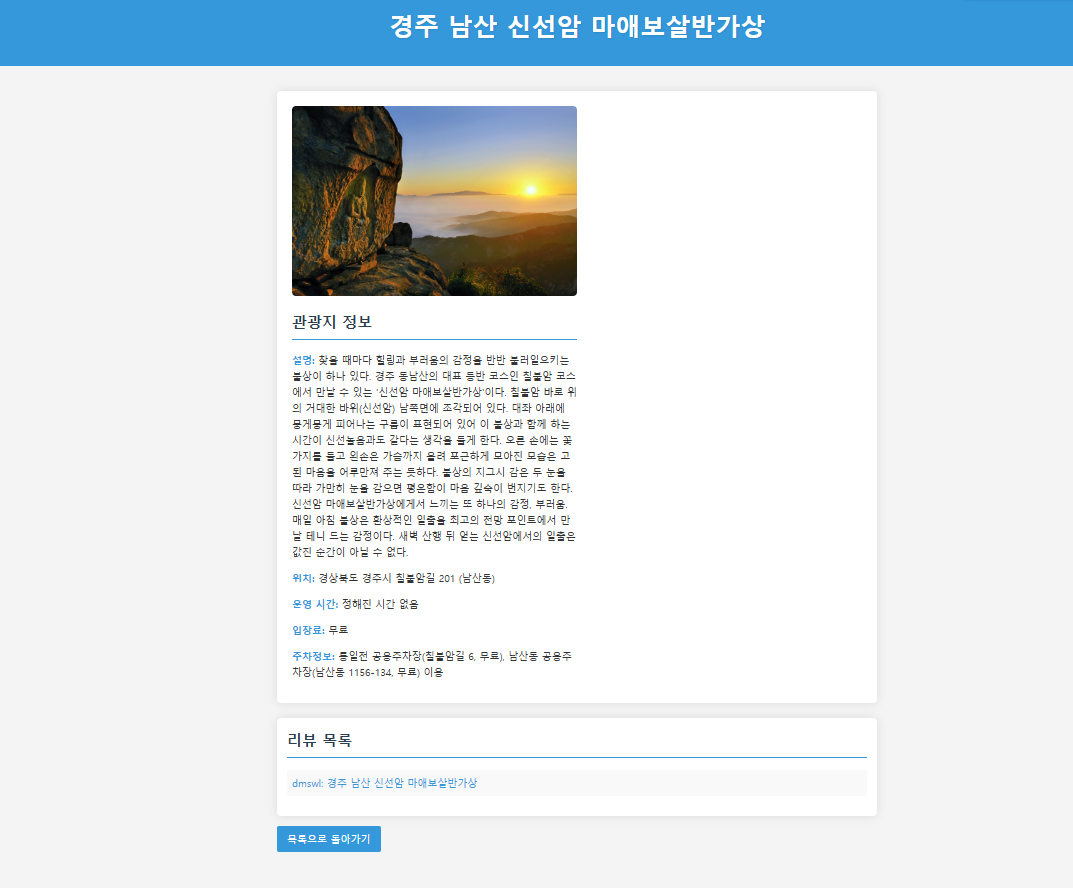 경주 남산 신선암 마애보살반가상
관광지 정보
설명: 찾을 때마다 힐링과 부러움의 감정을 반반 불러일으키는
불상이 하나 있다. 경주 동남산의 대표 등반 코스인 칠불암 코스
에서 만날 수 있는 '신선암 마애보살반가상'이다. 칠불암 바로 위
의 거대한 바위(신선암) 남쪽면에 조각되어 있다. 대좌 아래에
뭉게뭉게 피어나는 구름이 표현되어 있어 이 불상과 함께 하는
시간이 신선놀음과도 같다는 생각을 들게 한다. 오른 손에는 꽃
가지를 들고 왼손은 가슴까지 올려 포근하게 모아진 모습은 고
된 마음을 어루만져 주는 듯하다. 불상의 지그시 감은 두 눈을
따라 가만히 눈을 감으면 평온함이 마음 깊숙이 번지기도 한다.
신선암 마애보살반가상에게서 느끼는 또 하나의 감정, 부러움.
매일 아침 불상은 환상적인 일출을 최고의 전망 포인트에서 만
날 테니 드는 감정이다. 새벽 산행 뒤 얻는 신선암에서의 일출은
값진 순간이 아닐 수 없다.
위치: 경상북도 경주시 칠불암길 201 (남산동)
운영 시간: 정해진 시간 없음
입장료: 무료
주차정보: 통일전 공용주차장(칠불암길 6, 무료), 남산동 공용주
차장(남산동 1156-134, 무료) 이용
리뷰 목록
dmswl: 경주 남산 신선암 마애보살반가상
목록으로 돌아가기